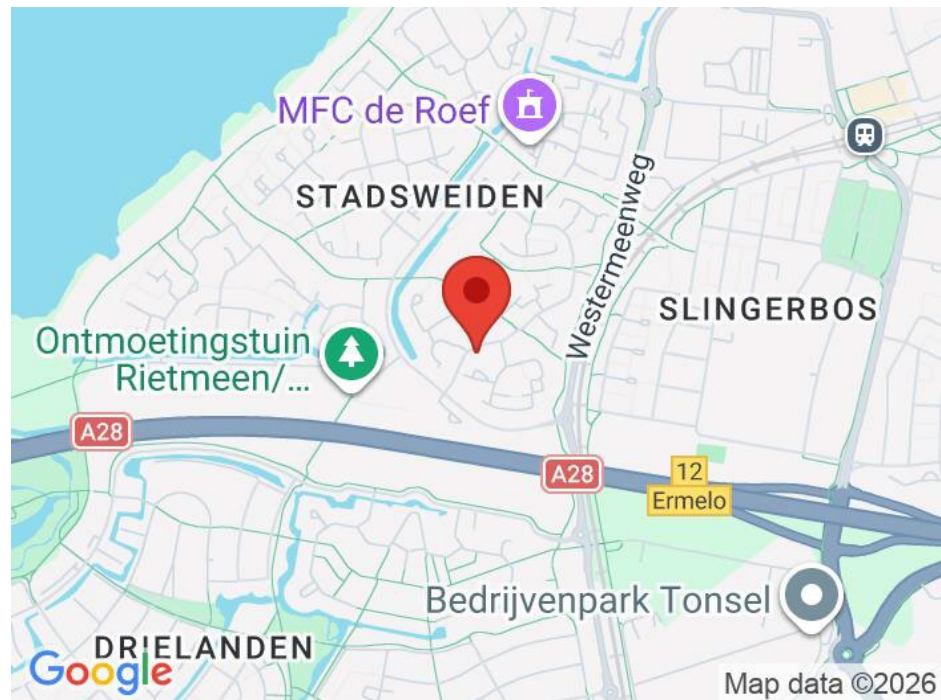 MFC de Roef
STADSWEIDEN
Westermeenweg
SLINGERBOS
Ontmoetingstuin
Rietmeen/...
A28
A28
12
Ermelo
Bedrijvenpark Tonsel
DRIELANDEN
Google
Map data ©2026